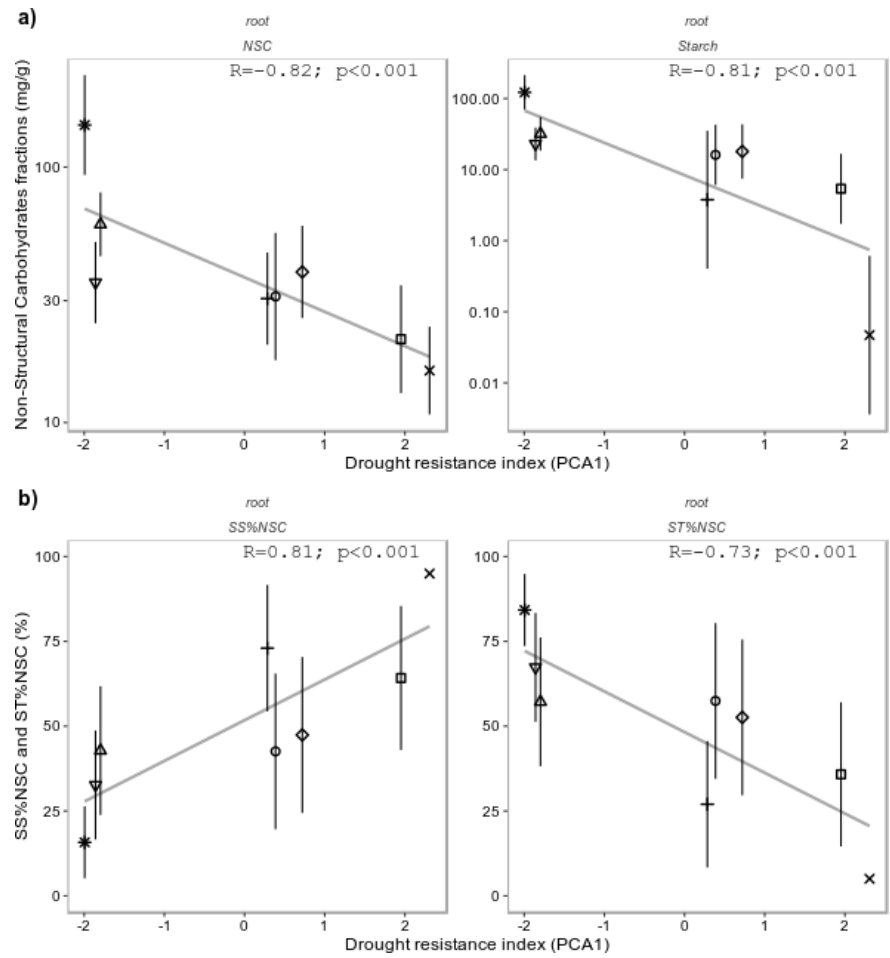 a)
root
NSC
root
Starch
R=-0.82; p<0.001
R=-0.81; p<0.001
Non-Structural Carbohydrates fractions (mg/g)
100
30
10
100.00
10.00
1.00
0.10
0.01
-2 -1 0 1 2
-2 -1 0 1 2
Drought resistance index (PCA1)
b)
root
SS%NSC
root
ST%NSC
R=0.81; p<0.001
R=-0.73; p<0.001
SS%NSC and ST%NSC (%)
100
75
50
25
0
100
75
50
25
0
-2 -1 0 1 2
-2 -1 0 1 2
Drought resistance index (PCA1)